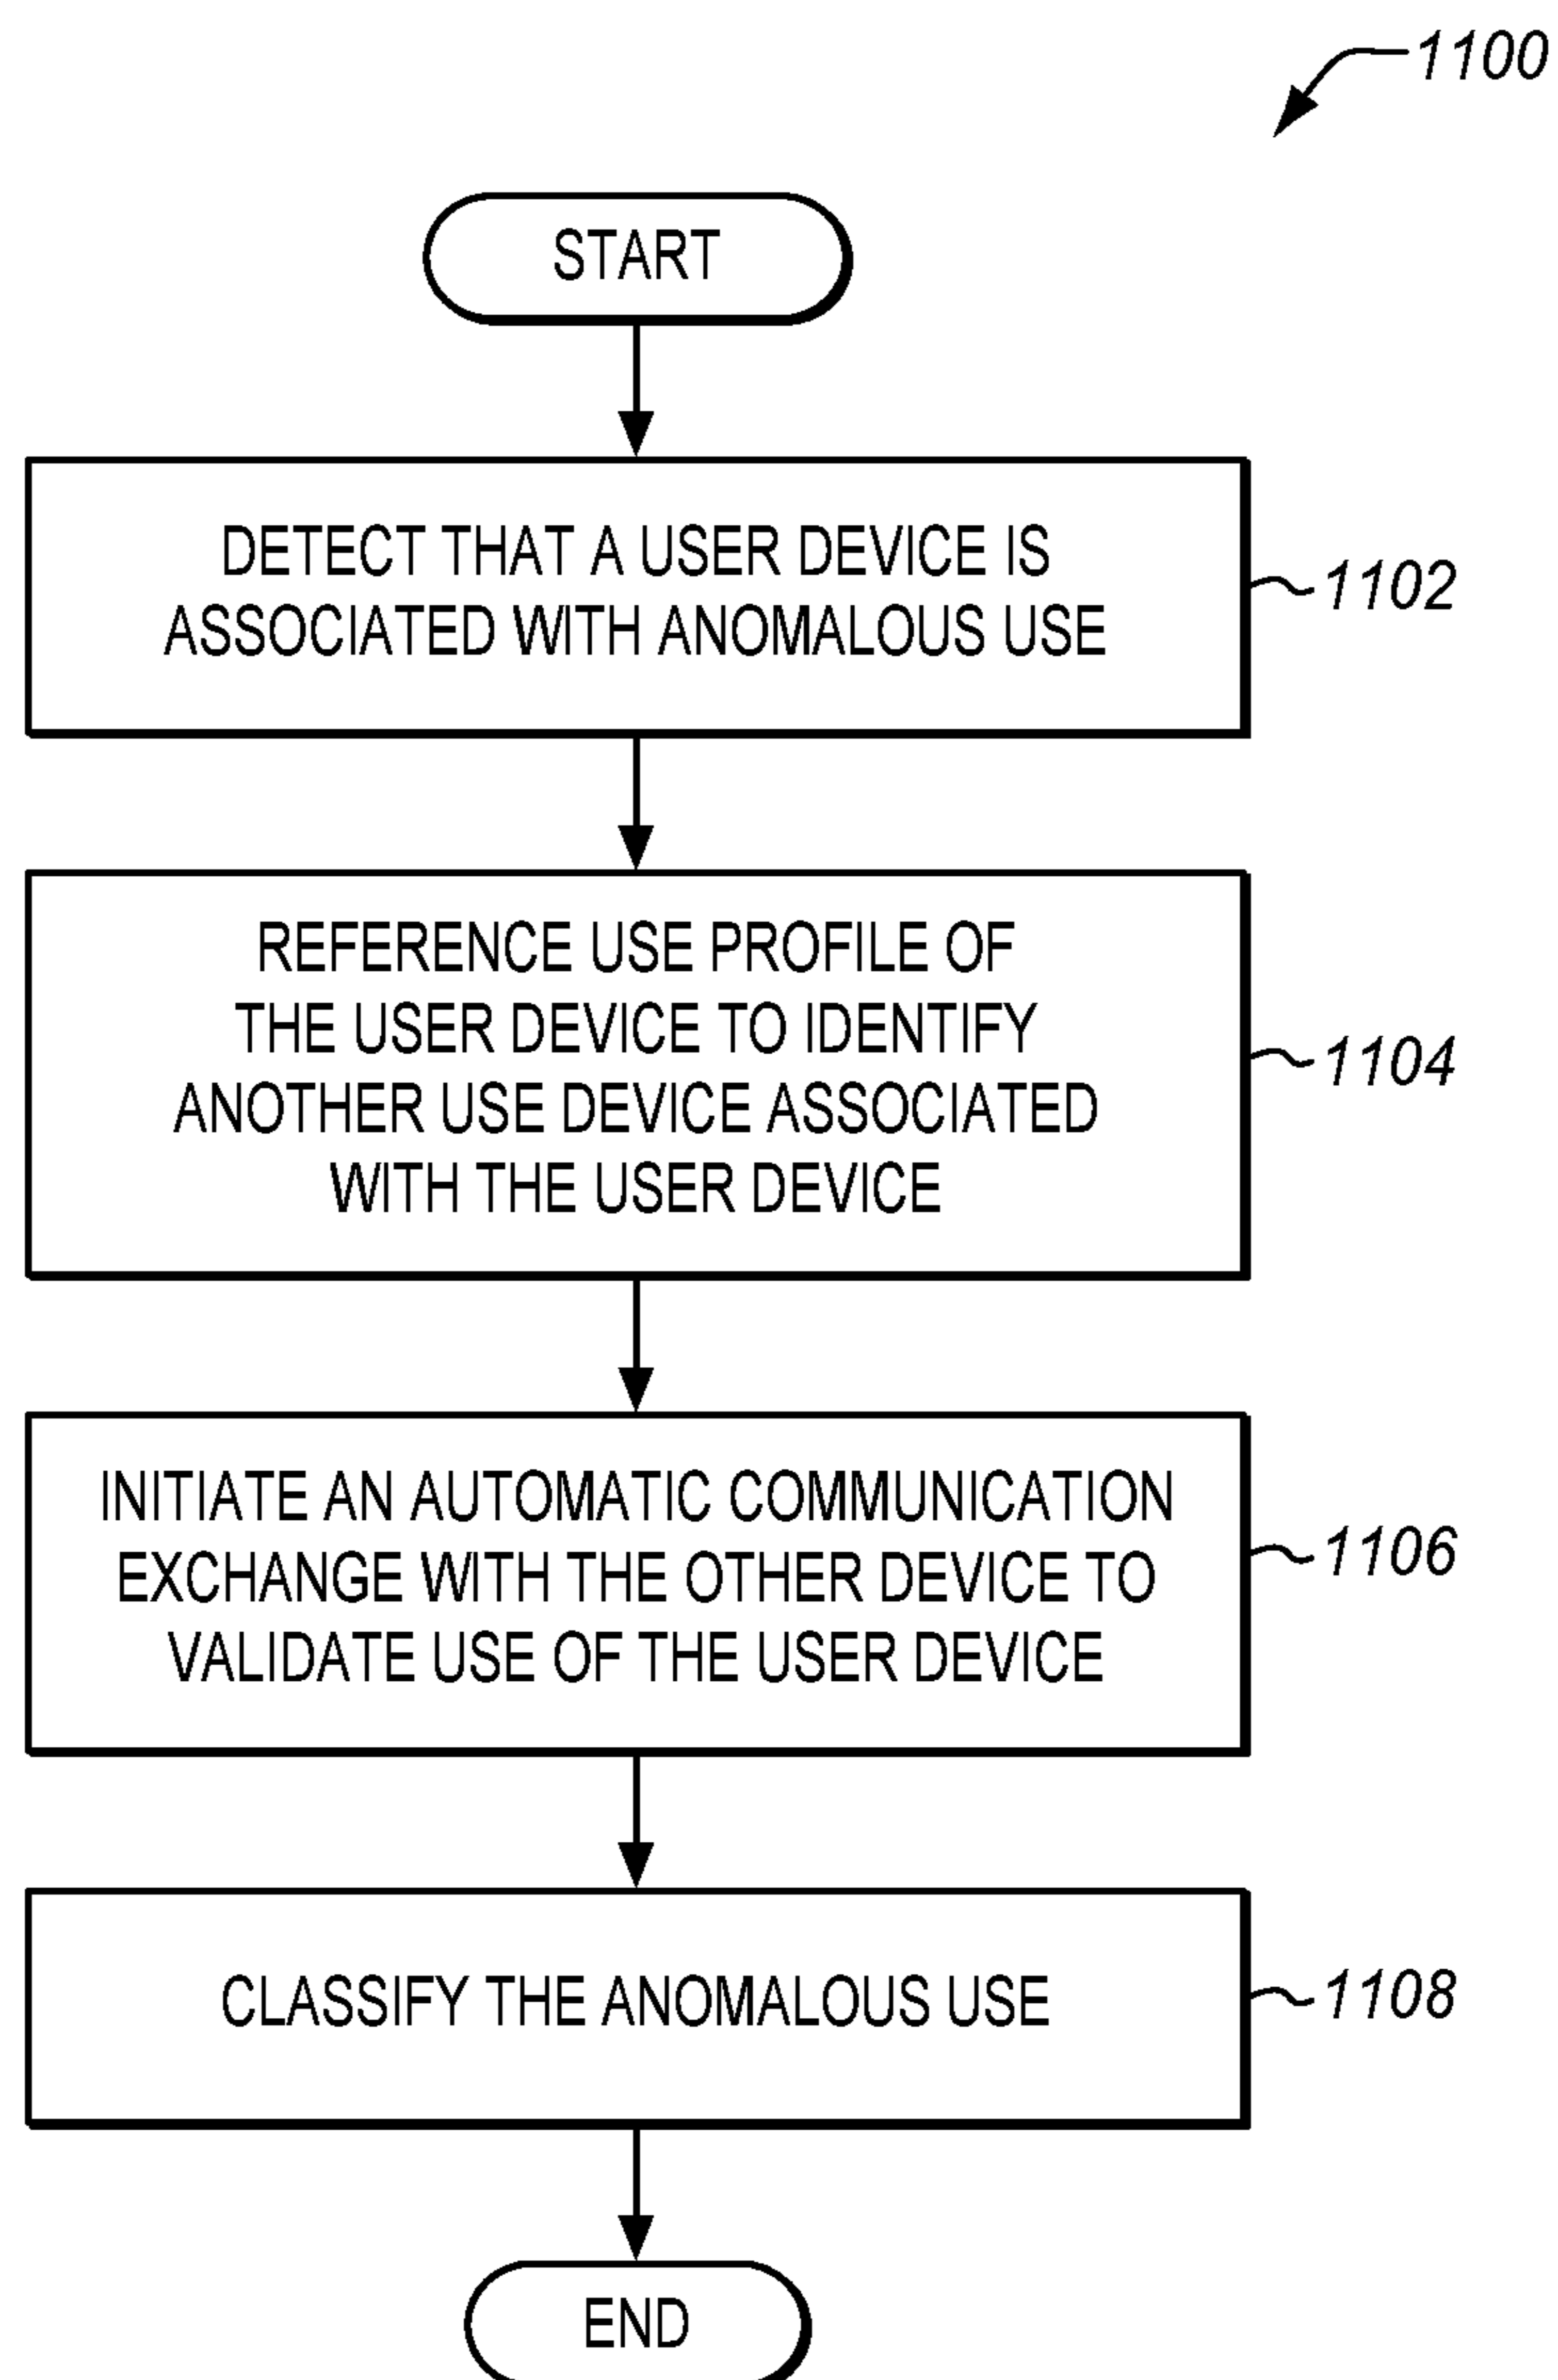 1100
START
DETECT THAT A USER DEVICE IS
ASSOCIATED WITH ANOMALOUS USE
1102
REFERENCE USE PROFILE OF
THE USER DEVICE TO IDENTIFY
ANOTHER USE DEVICE ASSOCIATED
WITH THE USER DEVICE
1104
INITIATE AN AUTOMATIC COMMUNICATION
EXCHANGE WITH THE OTHER DEVICE TO
VALIDATE USE OF THE USER DEVICE
1106
CLASSIFY THE ANOMALOUS USE
1108
END